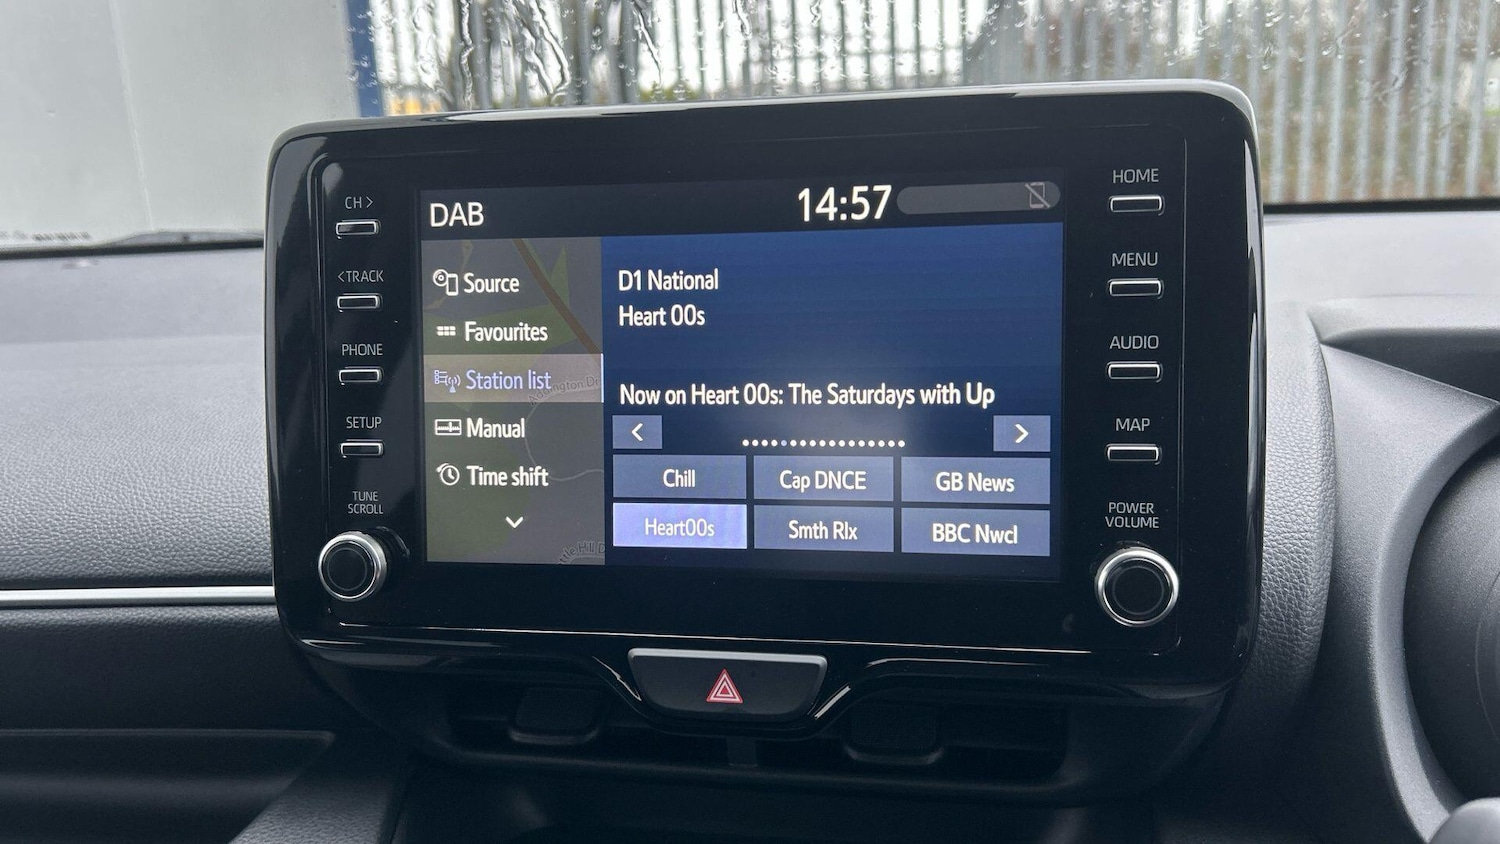 CH >
< TRACK
PHONE
SETUP
TUNE
SCROLL
DAB
14:57
Source
Favourites
Station list
Manual
Time shift
D1 National
Heart 00s
Now on Heart 00s: The Saturdays with Up
Chill
Cap DNCE
GB News
Heart00s
Smth Rlx
BBC Nwcl
HOME
MENU
AUDIO
MAP
POWER
VOLUME